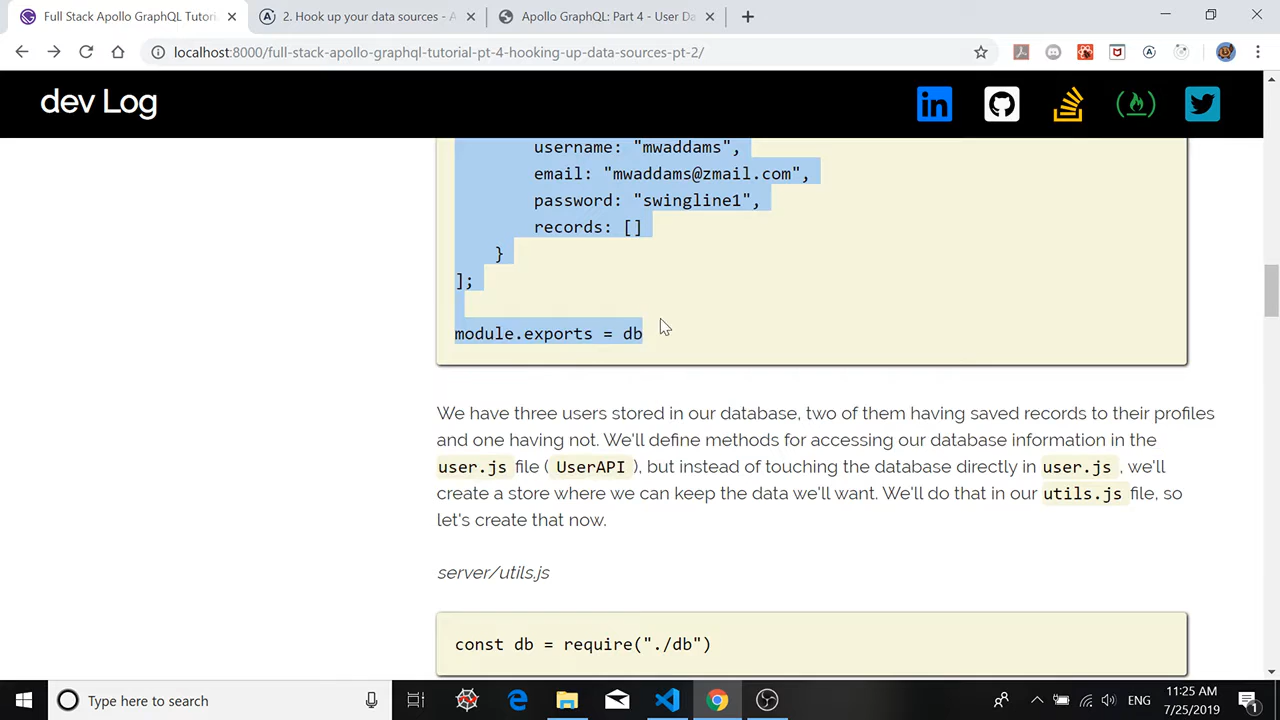 Full Stack Apollo GraphQL Tutori
2. Hook up your data sources - A
Apollo GraphQL: Part 4 - User Da
localhost:8000/full-stack-apollo-graphql-tutorial-pt-4-hooking-up-data-sources-pt-2/
dev Log
username: "mwaddams",
email: "mwaddams@zmail.com",
password: "swingline1",
records: []
}
];
module.exports = db
We have three users stored in our database, two of them having saved records to their profiles
and one having not. We'll define methods for accessing our database information in the
user.js file ( UserAPI ), but instead of touching the database directly in user.js , we'll
create a store where we can keep the data we'll want. We'll do that in our utils.js file, so
let's create that now.
server/utils.js
const db = require("./db")
Type here to search
ENG
11:25 AM
7/25/2019
1